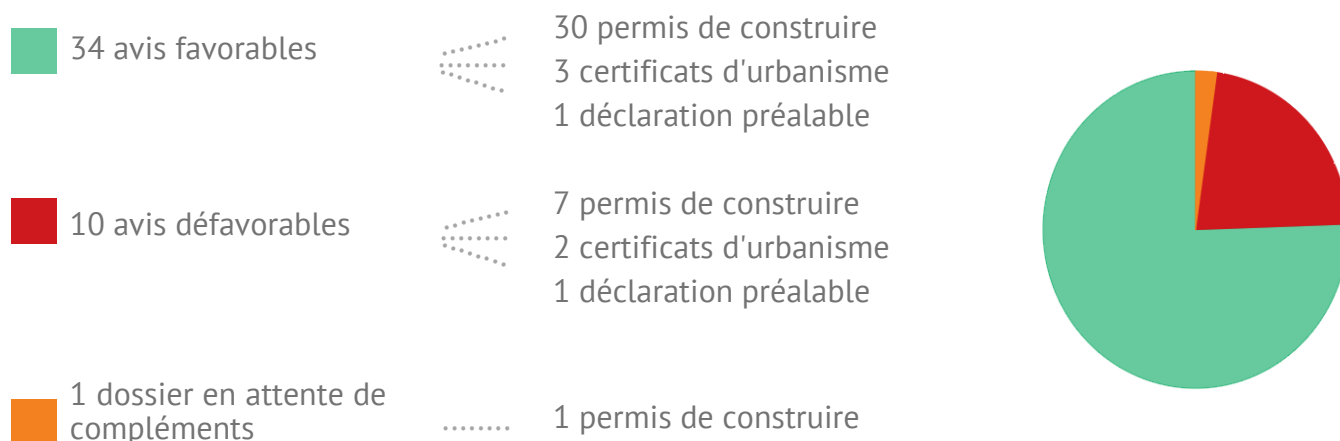 34 avis favorables
30 permis de construire
3 certificats d'urbanisme
1 déclaration préalable
10 avis défavorables
7 permis de construire
2 certificats d'urbanisme
1 déclaration préalable
1 dossier en attente de
compléments
1 permis de construire